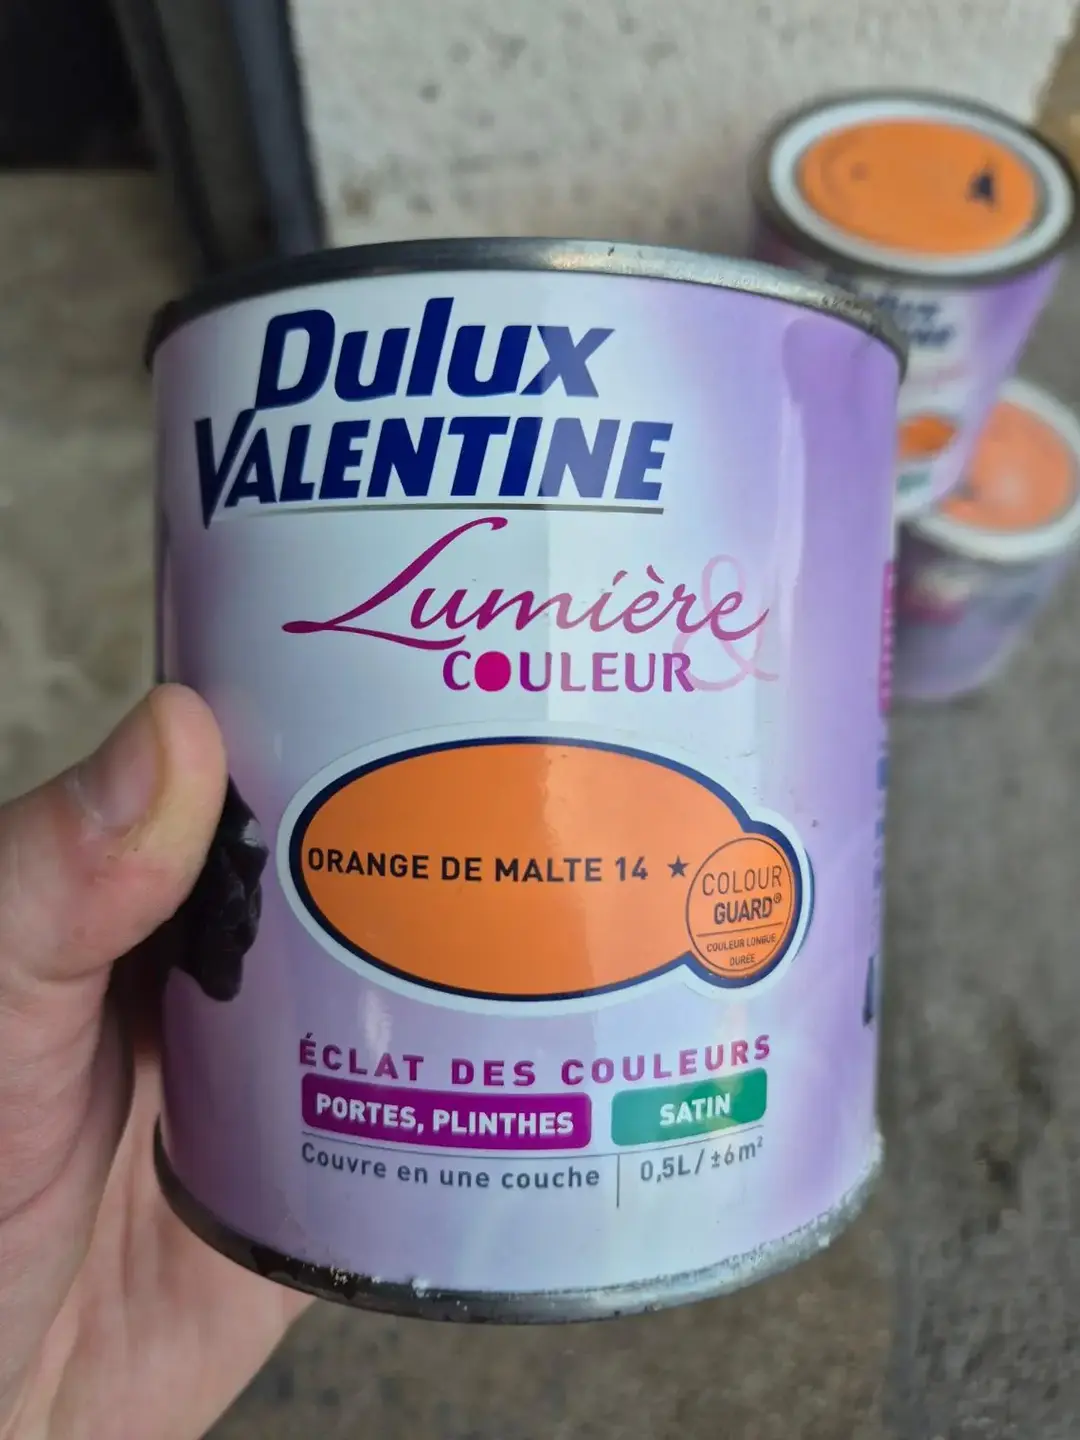 Dulux
VALENTINE
Lumière
& COULEUR
ORANGE DE MALTE 14 ★
COLOUR
GUARD®
COULEUR LONGUE
DURÉE
ÉCLAT DES COULEURS
PORTES, PLINTHES
SATIN
Couvre en une couche
0,5L / ±6m²